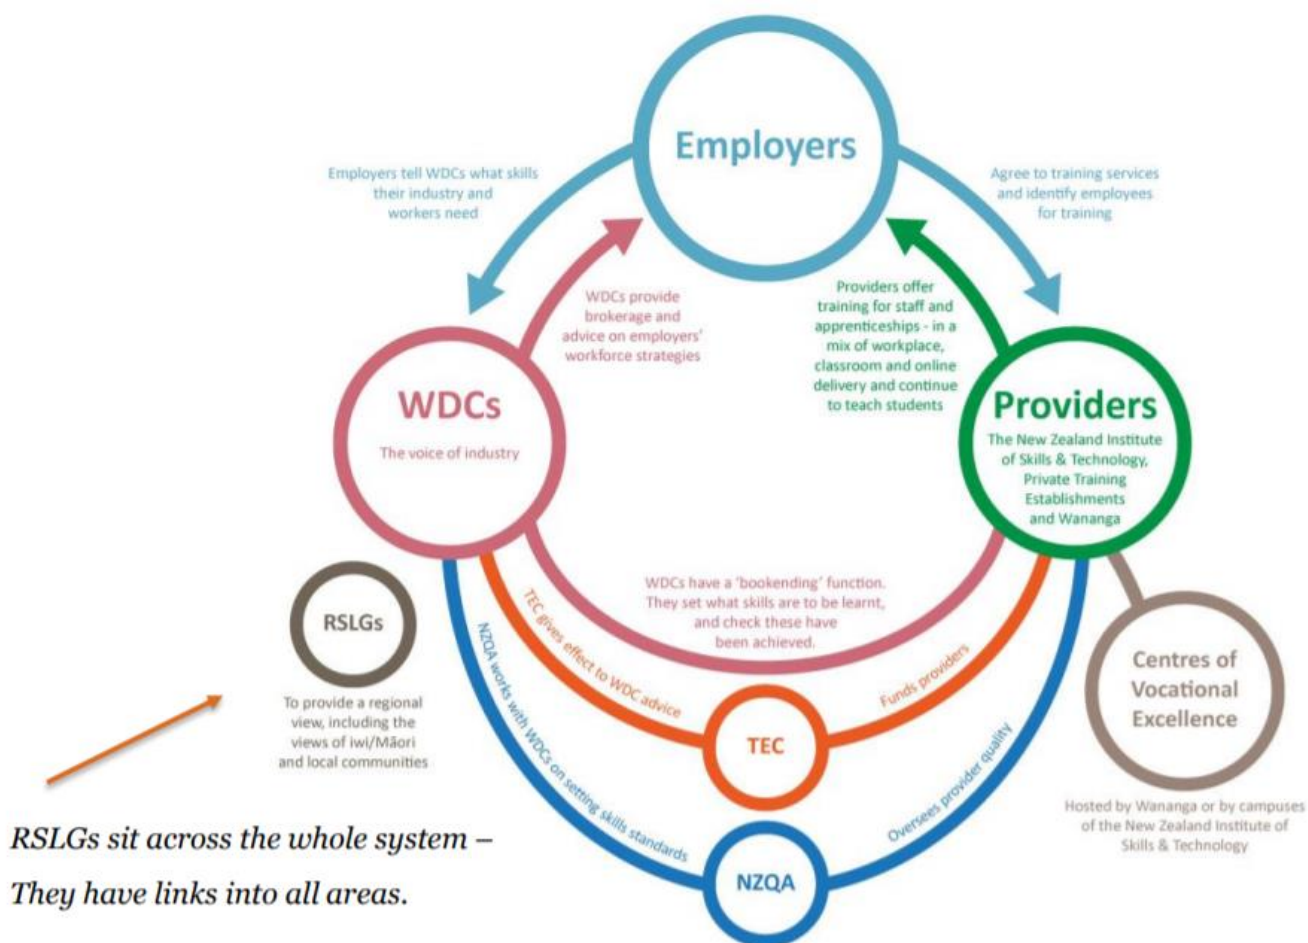 Employers
Employers tell WDCs what skills
their industry and
workers need
Agree to training services
and identify employees
for training
WDCs provide
brokerage and
advice on employers'
workforce strategies
Providers offer
training for staff and
apprenticeships - in a
mix of workplace,
classroom and online
delivery and continue
to teach students
WDCs
The voice of industry
Providers
The New Zealand Institute
of Skills & Technology,
Private Training
Establishments
and Wananga
WDCs have a 'bookending' function.
They set what skills are to be learnt,
and check these have
been achieved.
RSLGs
To provide a regional
view, including the
views of iwi/Māori
and local communities
TEC gives effect to WDC advice
Funds providers
TEC
NZQA works with WDCs on setting skills standards
Oversees provider quality
NZQA
Centres of
Vocational
Excellence
Hosted by Wananga or by campuses
of the New Zealand Institute of
Skills & Technology
RSLGs sit across the whole system –
They have links into all areas.